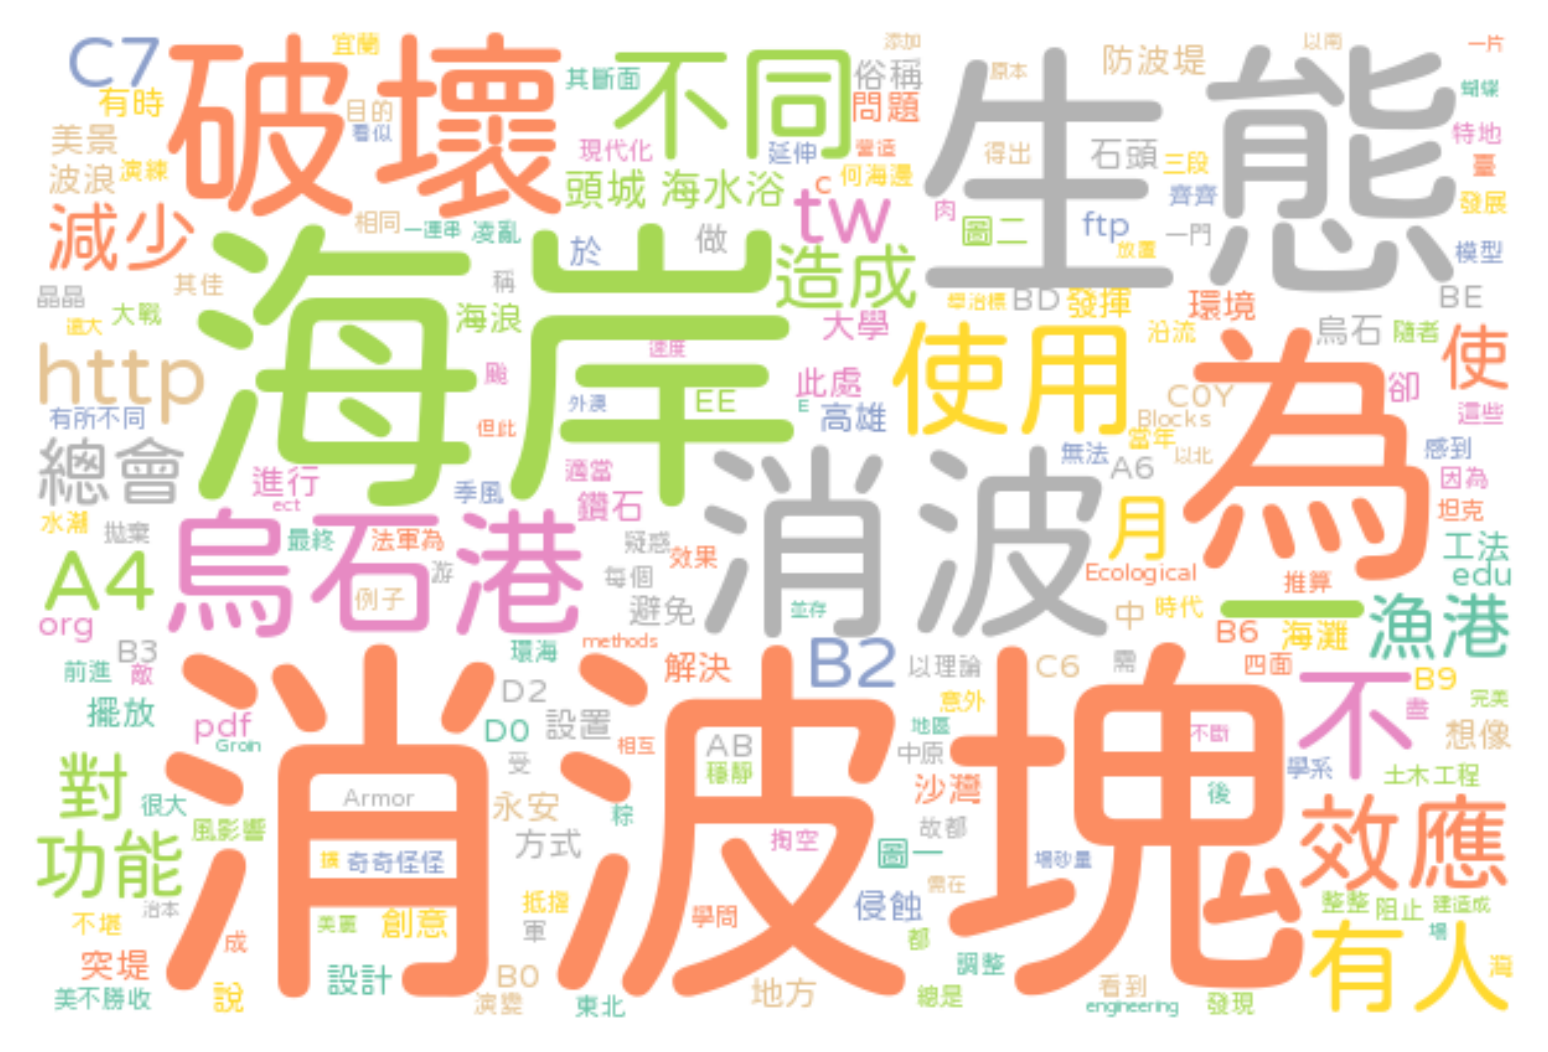 C7
破壞
宜蘭
不同
生態
添加
以南
一片
有時
目的
看似
其斷面
俗稱
問題
原本
防波堤
蝴蝶
美景
現代化
延伸
營造
得出
石頭
三段
特地
臺
波浪
演練
頭城
海水浴
tw
c
何海邊
齊齊
發展
減少
相同
一連串
凌亂
於
做
肉
圖二
ftp
一門
放置
模型
海岸
晶晶
其佳
稱
造成
BD
發揮
環境
BE
遠大
大戰
海浪
大學
使用
沿流
烏石
隨者
使
http
速度
颱
此處
為
卻
有所不同
外澳
EE
E
高雄
C0Y
Blocks
這些
但此
當年
以北
總會
進行
ect
季風
適當
鑽石
消波
無法
A6
感到
因為
水潮
拋棄
烏石港
最終
法軍為
疑惑
效果
月
坦克
工法
A4
例子
游
每個
避免
並存
Ecological
推算
edu
org
中
時代
一
漁港
B3
methods
B6
海灘
前進
敵
環海
解決
B2
以理論
C6
需
四面
不
B9
擺放
D2
意外
完美
pdf
Groin
D0
設置
相互
AB
穩靜
地區
中原
不斷
想像
消波塊
對
很大
Armor
受
沙灣
學系
土木工程
風影響
永安
粽
後
效應
功能
奇奇怪怪
方式
掏空
圖一
故都
場砂量
不堪
治本
美麗
創意
抵擋
學問
侵蝕
需在
整整
阻止
建造成
成
軍
都
有人
突堤
設計
B0
調整
灣
美不勝收
說
演變
東北
地方
總是
看到
engineering
發現